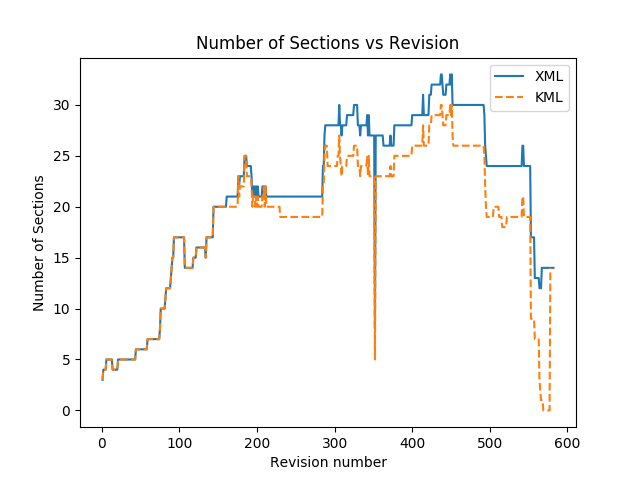 Number of Sections vs Revision
XML
KML
30
25
20
15
10
5
0
Number of Sections
0 100 200 300 400 500 600
Revision number